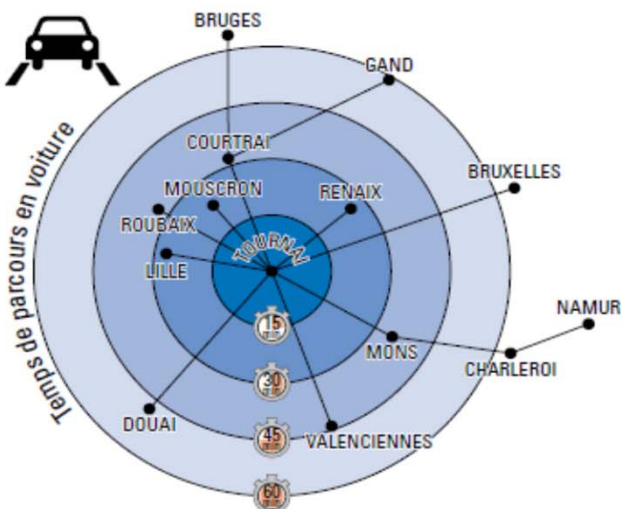 BRUGES
GAND
COURTRAI
BRUXELLES
MOUSCRON
RENAIX
ROUBAIX
TOURNAI
LILLE
Temps de parcours en voiture
15
NAMUR
MONS
CHARLEROI
30
DOUAI
45
VALENCIENNES
60